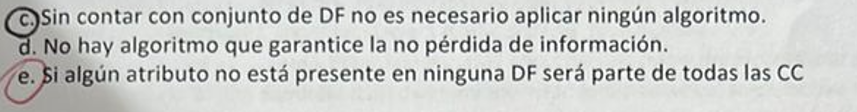 c. Sin contar con conjunto de DF no es necesario aplicar ningún algoritmo.
d. No hay algoritmo que garantice la no pérdida de información.
e. Si algún atributo no está presente en ninguna DF será parte de todas las CC